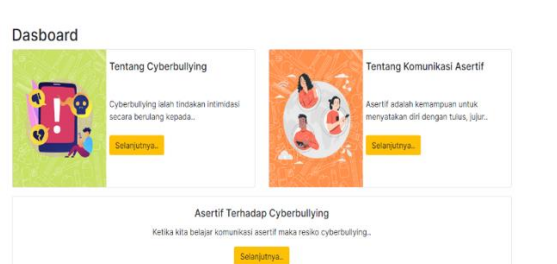 Dasboard
Tentang Cyberbullying
Cyberbullying ialah tindakan intimidasi
secara berulang kepada..
Selanjutnya..
Tentang Komunikasi Asertif
Asertif adalah kemampuan untuk
menyatakan diri dengan tulus, jujur..
Selanjutnya..
Asertif Terhadap Cyberbullying
Ketika kita belajar komunikasi asertif maka resiko cyberbullying..
Selanjutnya..